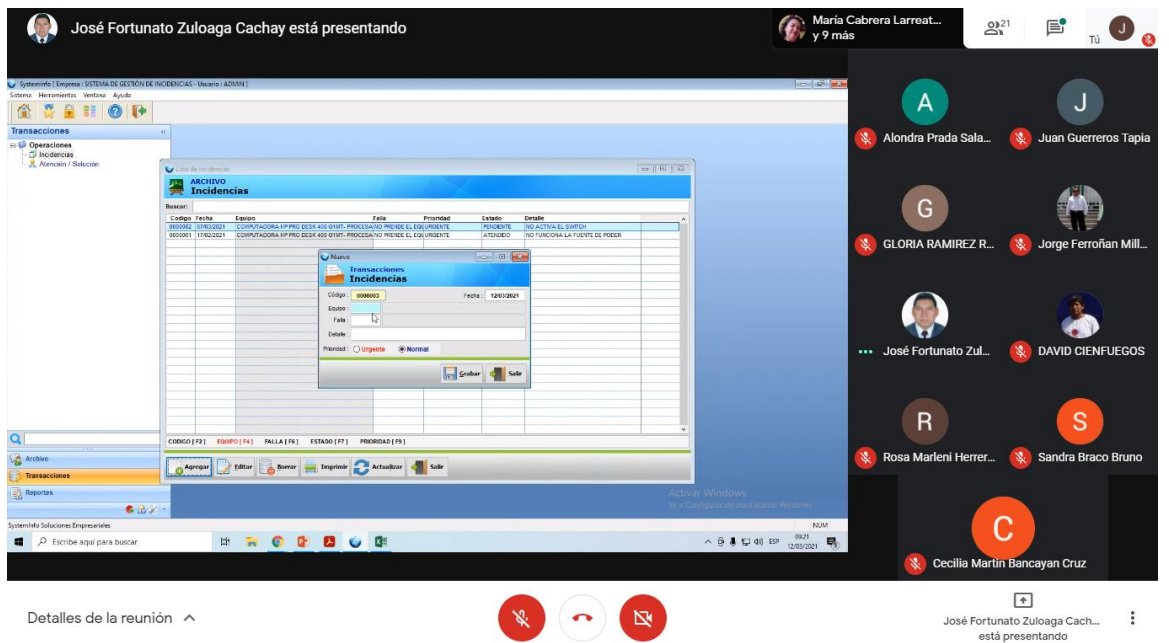 José Fortunato Zuloaga Cachay está presentando
María Cabrera Larreat...
y 9 más
21
Tú
J
SystemInfo [ Empresa : SISTEMA DE GESTIÓN DE INCIDENCIAS - Usuario : ADMIN ]
Sistema Herramientas Ventana Ayuda
Transacciones
Operaciones
Incidencias
Atención / Solución
Lista de Incidencias
ARCHIVO
Incidencias
Buscar:
Codigo Fecha Equipo Falla Prioridad Estado Detalle
0000002 07/03/2021 COMPUTADORA HP PRO DESK 400 G1MT- PROCESA NO PRENDE EL EQU URGENTE PENDIENTE NO ACTIVA EL SWITCH
0000001 17/02/2021 COMPUTADORA HP PRO DESK 400 G1MT- PROCESA NO PRENDE EL EQU URGENTE ATENDIDO NO FUNCIONA LA FUENTE DE PODER
Nuevo
Transacciones
Incidencias
Código : 0000003 Fecha : 12/03/2021
Equipo :
Falla :
Detalle :
Prioridad : Urgente Normal
Grabar Salir
CODIGO [ F2 ] EQUIPO [ F4 ] FALLA [ F6 ] ESTADO [ F7 ] PRIORIDAD [ F9 ]
Agregar Editar Borrar Imprimir Actualizar Salir
Archivo
Transacciones
Reportes
Activar Windows
Ve a Configuración para activar Windows.
SystemInfo Soluciones Empresariales
NUM
Escribe aquí para buscar
ESP
09:21
12/03/2021
A
Alondra Prada Sala...
J
Juan Guerreros Tapia
G
GLORIA RAMIREZ R...
Jorge Ferroñan Mill...
José Fortunato Zul...
DAVID CIENFUEGOS
R
Rosa Marleni Herrer...
S
Sandra Braco Bruno
C
Cecilia Martin Bancayan Cruz
Detalles de la reunión
José Fortunato Zuloaga Cach...
está presentando